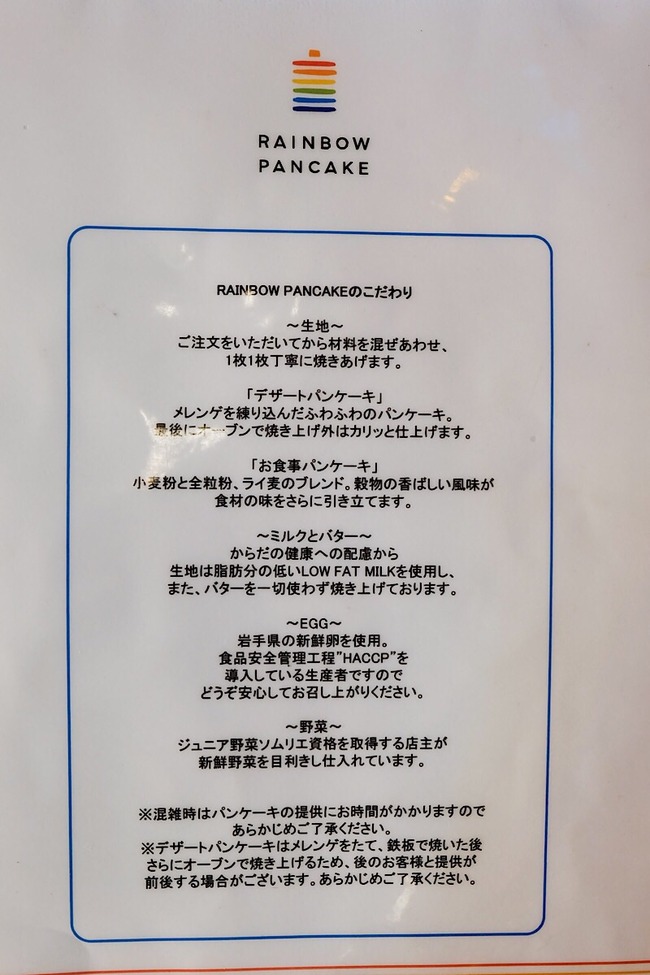 RAINBOW
PANCAKE
RAINBOW PANCAKEのこだわり
～生地～
ご注文をいただいてから材料を混ぜあわせ、
1枚1枚丁寧に焼きあげます。
「デザートパンケーキ」
メレンゲを練り込んだふわふわのパンケーキ。
最後にオーブンで焼き上げ外はカリッと仕上げます。
「お食事パンケーキ」
小麦粉と全粒粉、ライ麦のブレンド。穀物の香ばしい風味が
食材の味をさらに引き立てます。
～ミルクとバター～
からだの健康への配慮から
生地は脂肪分の低いLOW FAT MILKを使用し、
また、バターを一切使わず焼き上げております。
～EGG～
岩手県の新鮮卵を使用。
食品安全管理工程"HACCP"を
導入している生産者ですので
どうぞ安心してお召し上がりください。
～野菜～
ジュニア野菜ソムリエ資格を取得する店主が
新鮮野菜を目利きし仕入れています。
※混雑時はパンケーキの提供にお時間がかかりますので
あらかじめご了承ください。
※デザートパンケーキはメレンゲをたて、鉄板で焼いた後
さらにオーブンで焼き上げるため、後のお客様と提供が
前後する場合がございます。あらかじめご了承ください。